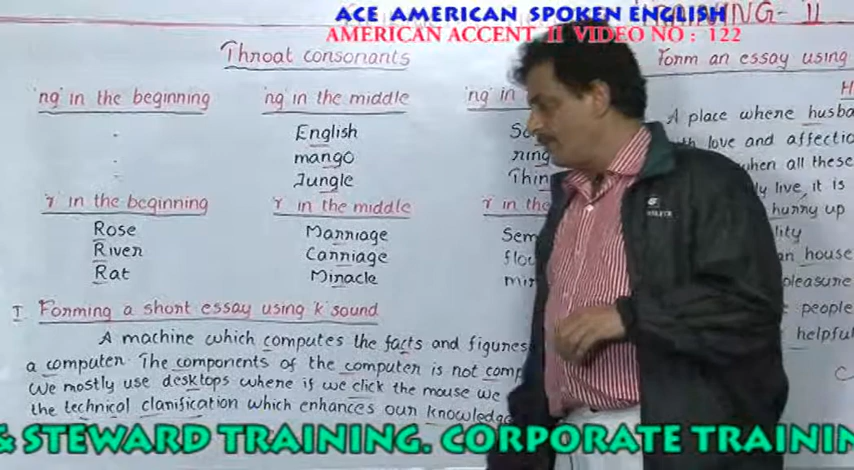 ACE AMERICAN SPOKEN ENGLISH
AMERICAN ACCENT II VIDEO NO : 122
- II
Throat consonants
'ng' in the beginning
'ng' in the middle
'ng' in
English
mango
Jungle
ring
'r' in the beginning
'r' in the middle
'r' in the
Rose
River
Rat
Marriage
Carriage
Miracle
I Forming a short essay using 'k' sound
A machine which computes the facts and figures
a computer. The components of the computer is not comp
We mostly use desktops where if we click the mouse we
the technical clarification which enhances our knowledge
Form an essay using
A place where husba
love and affectio
when all these
live, it is
hurry up
an house
pleasure
people
helpful
& STEWARD TRAINING. CORPORATE TRAININ